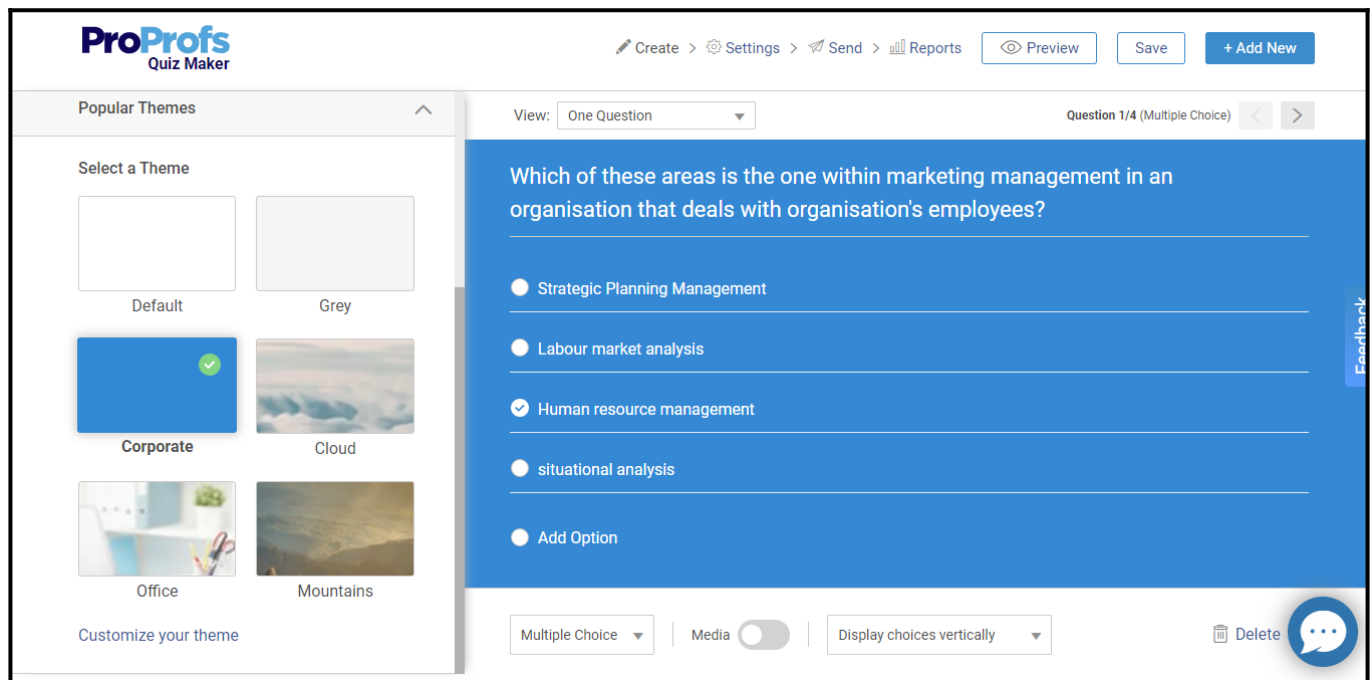 ProProfs
Quiz Maker
Create > Settings > Send > Reports
Preview
Save
+ Add New
Popular Themes
Select a Theme
Default
Grey
Corporate
Cloud
Office
Mountains
Customize your theme
View: One Question
Question 1/4 (Multiple Choice)
Which of these areas is the one within marketing management in an
organisation that deals with organisation's employees?
Strategic Planning Management
Labour market analysis
Human resource management
situational analysis
Add Option
Multiple Choice
Media
Display choices vertically
Delete
Feedback